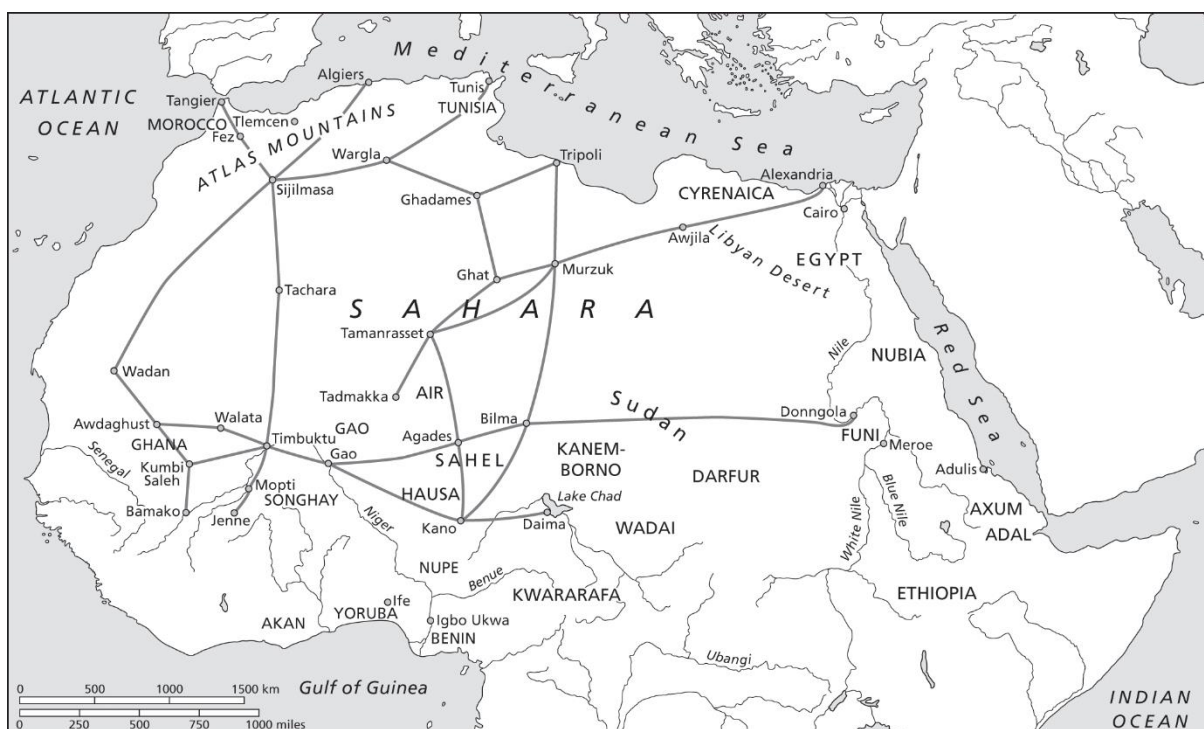 Mediterranean Sea
ATLANTIC
OCEAN
Algiers
Tunis
TUNISIA
Tangier
MOROCCO
Tlemcen
Fez
ATLAS MOUNTAINS
Wargla
Tripoli
Sijilmasa
Ghadames
CYRENAICA
Alexandria
Cairo
Awjila
Libyan Desert
EGYPT
Ghat
Murzuk
Tachara
SAHARA
Tamanrasset
Red Sea
Nile
NUBIA
Wadan
Tadmakka
AIR
Bilma
Sudan
Donngola
Awdaghust
Walata
GHANA
Timbuktu
GAO
Gao
Agades
SAHEL
KANEM-
BORNO
FUNI
Meroe
Senegal
Kumbi
Saleh
DARFUR
Adulis
Mopti
SONGHAY
HAUSA
Lake Chad
Bamako
Jenne
Niger
Kano
Daima
WADAI
White Nile
Blue Nile
AXUM
ADAL
NUPE
Benue
KWARARAFA
ETHIOPIA
Ife
YORUBA
AKAN
Igbo Ukwa
BENIN
Ubangi
0 500 1000 1500 km
0 250 500 750 1000 miles
Gulf of Guinea
INDIAN
OCEAN